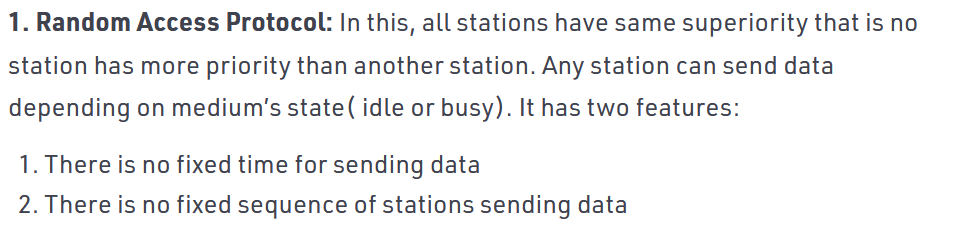 1. Random Access Protocol: In this, all stations have same superiority that is no
station has more priority than another station. Any station can send data
depending on medium's state( idle or busy). It has two features:
1. There is no fixed time for sending data
2. There is no fixed sequence of stations sending data